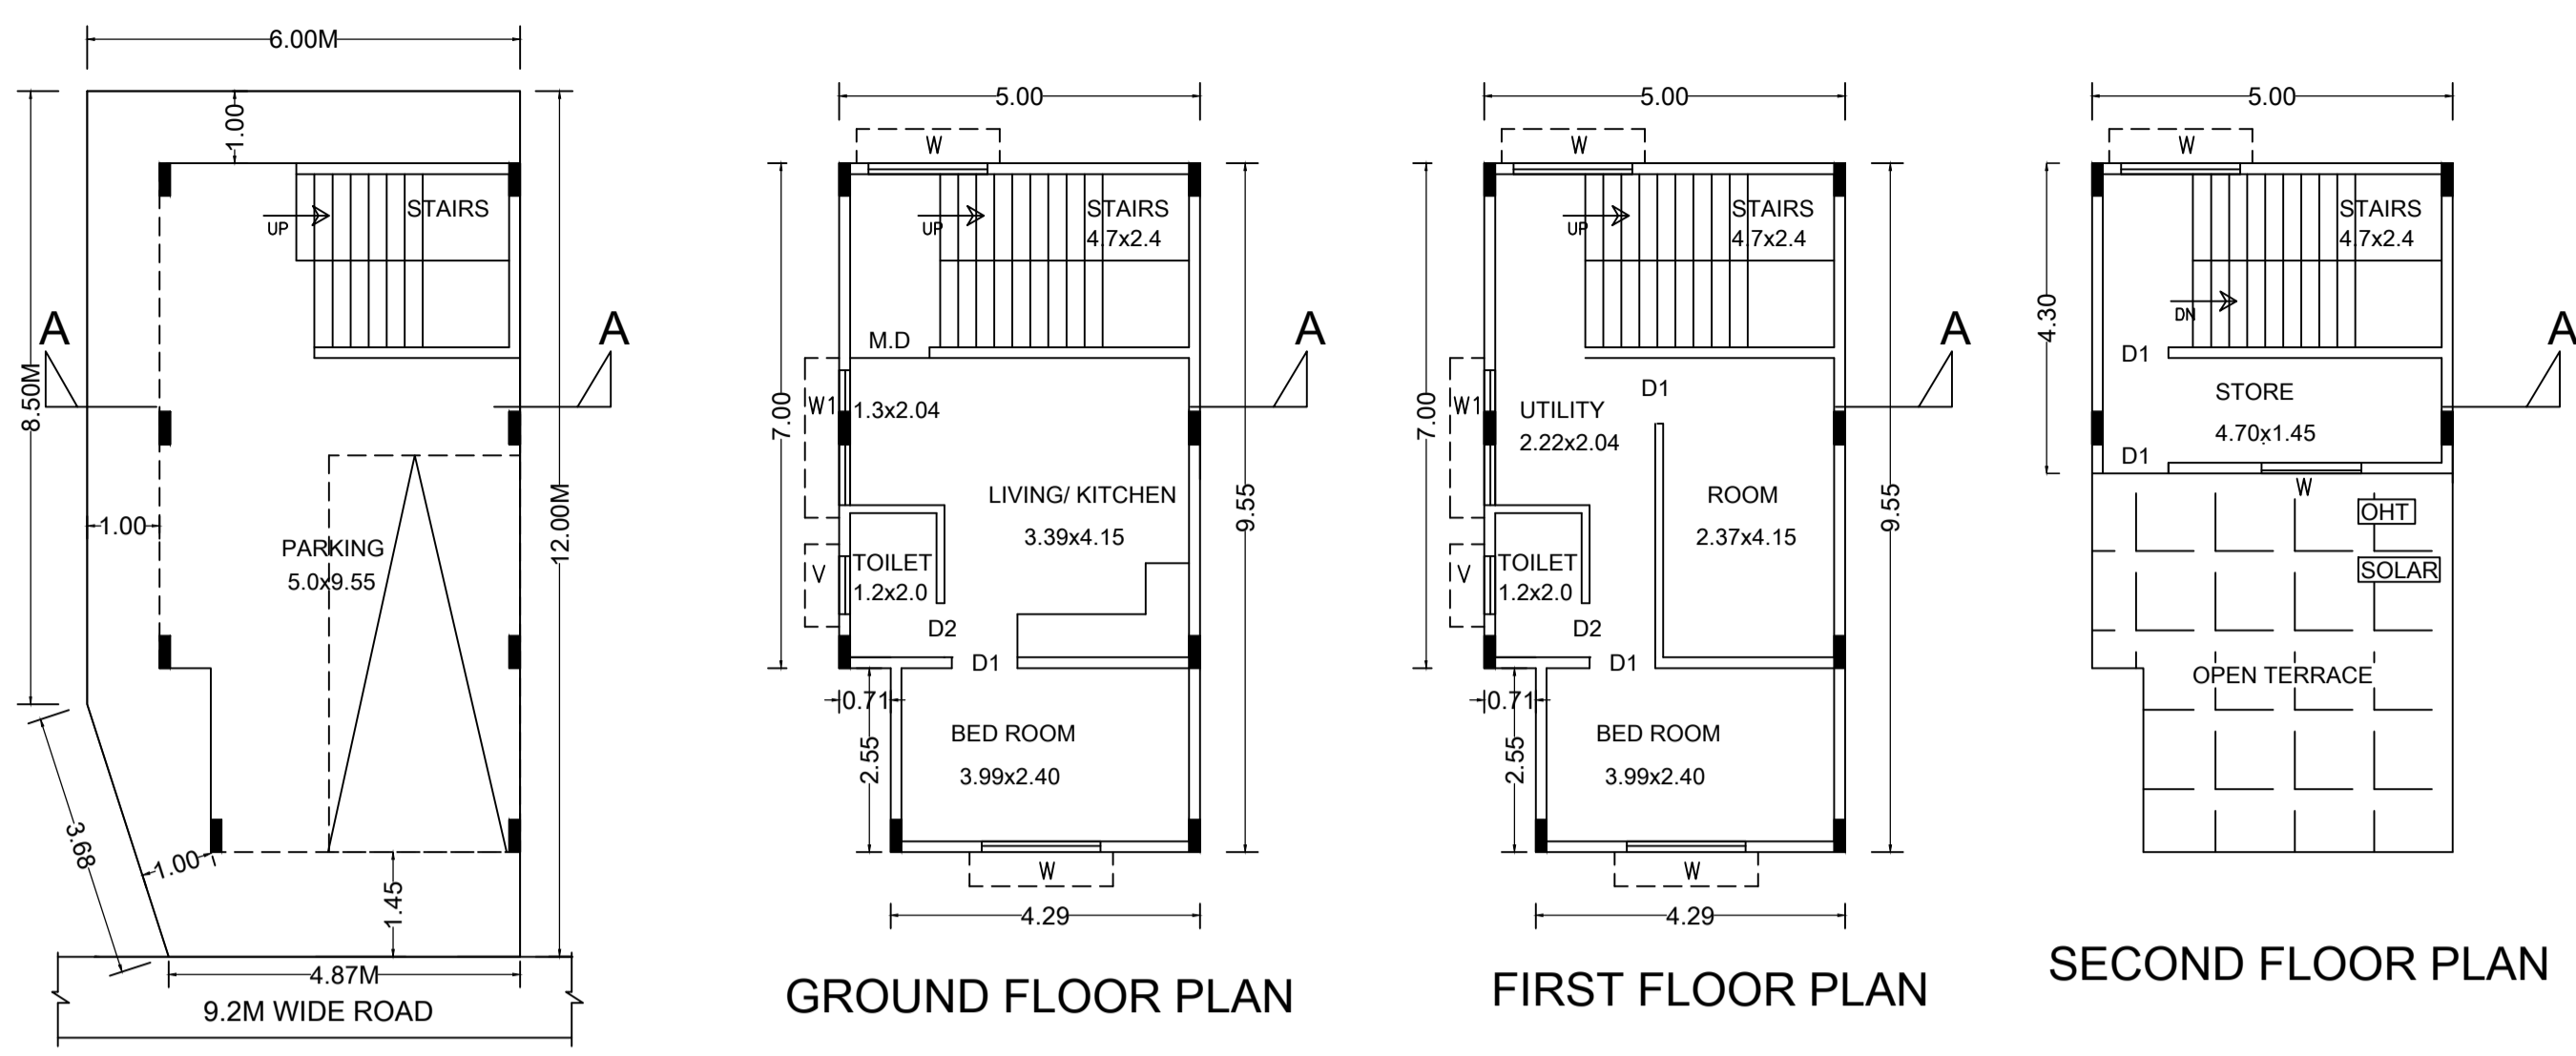 6.00M
1.00
8.50M
STAIRS
UP
A
A
1.00
12.00M
PARKING
5.0x9.55
3.68
1.00
1.45
4.87M
9.2M WIDE ROAD
5.00
W
STAIRS
4.7x2.4
UP
M.D
7.00
W1
1.3x2.04
A
LIVING/ KITCHEN
3.39x4.15
9.55
TOILET
1.2x2.0
V
D2
D1
0.71
2.55
BED ROOM
3.99x2.40
W
4.29
GROUND FLOOR PLAN
5.00
W
STAIRS
4.7x2.4
UP
D1
7.00
W1
UTILITY
2.22x2.04
A
ROOM
2.37x4.15
9.55
TOILET
1.2x2.0
V
D2
D1
0.71
2.55
BED ROOM
3.99x2.40
W
4.29
FIRST FLOOR PLAN
5.00
W
STAIRS
4.7x2.4
4.30
DN
A
D1
STORE
4.70x1.45
D1
W
OHT
SOLAR
OPEN TERRACE
SECOND FLOOR PLAN